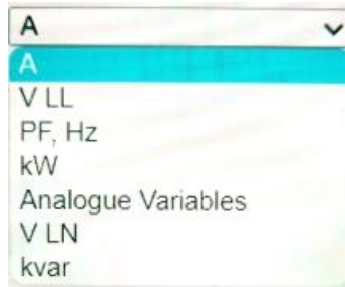 A
A
V LL
PF, Hz
kW
Analogue Variables
V LN
kvar